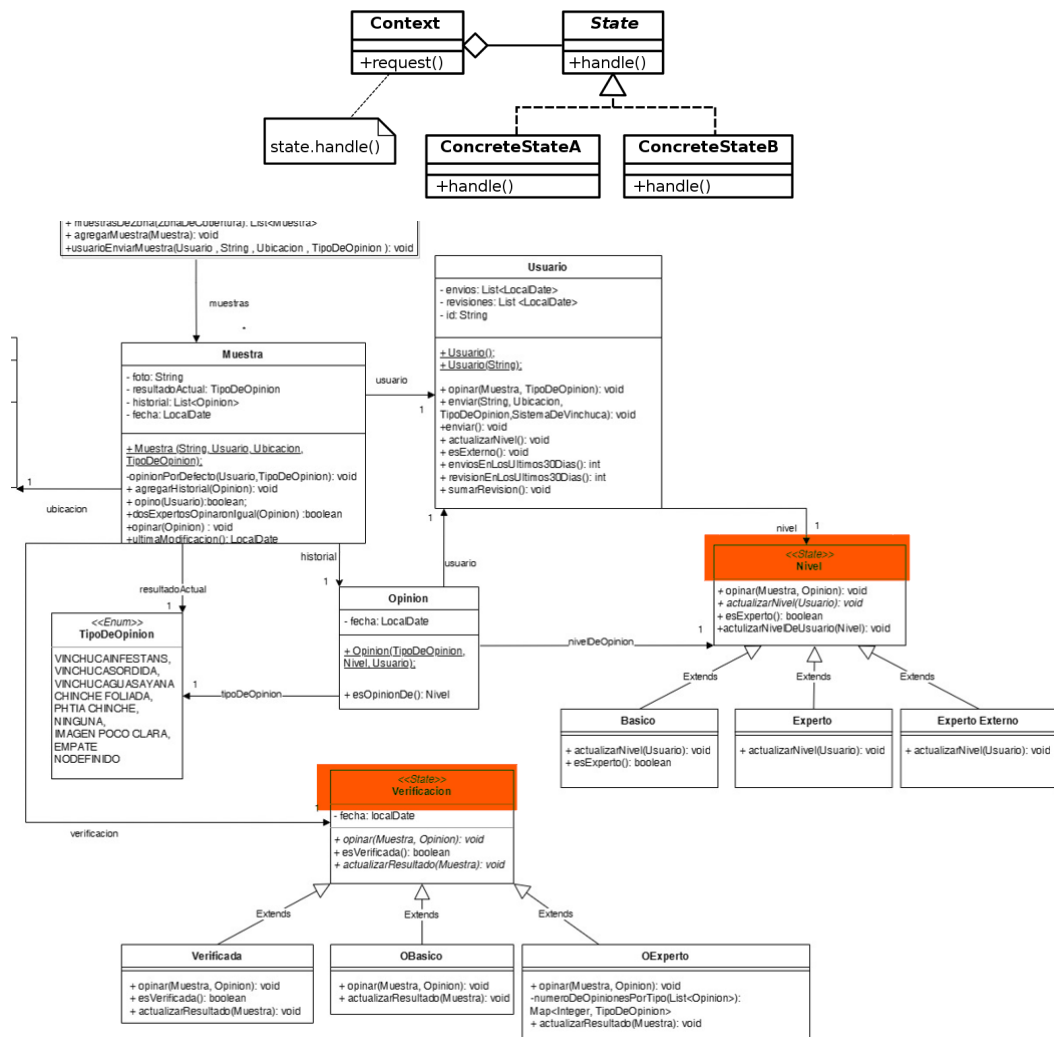 Context
+request()
State
+handle()
state.handle()
ConcreteStateA
+handle()
ConcreteStateB
+handle()
+ muestrasDeZona(ZonaDeCobertura): List<Muestra>
+ agregarMuestra(Muestra): void
+usuarioEnviarMuestra(Usuario , String , Ubicacion , TipoDeOpinion ): void
muestras
Usuario
- envios: List<LocalDate>
- revisiones: List <LocalDate>
- id: String
+ Usuario();
+ Usuario(String);
+ opinar(Muestra, TipoDeOpinion): void
+ enviar(String, Ubicacion,
TipoDeOpinion,SistemaDeVinchuca): void
+enviar(): void
+ actualizarNivel(): void
+ esExterno(): void
+ enviosEnLosUltimos30Dias(): int
+ revisionEnLosUltimos30Dias(): int
+ sumarRevision(): void
Muestra
- foto: String
- resultadoActual: TipoDeOpinion
- historial: List<Opinion>
- fecha: LocalDate
+ Muestra (String, Usuario, Ubicacion,
TipoDeOpinion);
-opinionPorDefecto(Usuario,TipoDeOpinion): void
+ agregarHistorial(Opinion): void
+ opino(Usuario):boolean;
+dosExpertosOpinaronIgual(Opinion) :boolean
+opinar(Opinion) : void
+ultimaModificacion(): LocalDate
usuario
1
1
ubicacion
historial
1
1
usuario
nivel
1
<<State>>
Nivel
+ opinar(Muestra, Opinion): void
+ actualizarNivel(Usuario): void
+ esExperto(): boolean
+actulizarNivelDeUsuario(Nivel): void
resultadoActual
1
<<Enum>>
TipoDeOpinion
VINCHUCAINFESTANS,
VINCHUCASORDIDA,
VINCHUCAGUASAYANA
CHINCHE FOLIADA,
PHTIA CHINCHE,
NINGUNA,
IMAGEN POCO CLARA,
EMPATE
NODEFINIDO
Opinion
- fecha: LocalDate
+ Opinion(TipoDeOpinion,
Nivel, Usuario);
+ esOpinionDe(): Nivel
nivelDeOpinion
1
1
tipoDeOpinion
Extends
Extends
Extends
Basico
+ actualizarNivel(Usuario): void
+ esExperto(): boolean
Experto
+ actualizarNivel(Usuario): void
Experto Externo
+ actualizarNivel(Usuario): void
<<State>>
Verificacion
- fecha: localDate
+ opinar(Muestra, Opinion): void
+ esVerificada(): boolean
+ actualizarResultado(Muestra): void
1
verificacion
Extends
Extends
Extends
Verificada
+ opinar(Muestra, Opinion): void
+ esVerificada(): boolean
+ actualizarResultado(Muestra): void
OBasico
+ opinar(Muestra, Opinion): void
+ actualizarResultado(Muestra): void
OExperto
+ opinar(Muestra, Opinion): void
-numeroDeOpinionesPorTipo(List<Opinion>):
Map<Integer, TipoDeOpinion>
+ actualizarResultado(Muestra): void